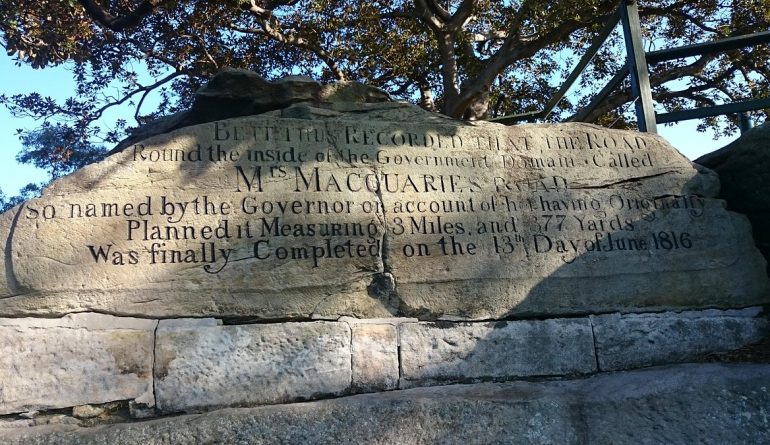 BE IT THUS RECORDED THAT THE ROAD
Round the inside of the Government Domain Called
Mrs MACQUARIE'S ROAD
So named by the Governor on account of her having Originally
Planned it Measuring 3 Miles, and 377 Yards
Was finally Completed on the 13th Day of June 1816